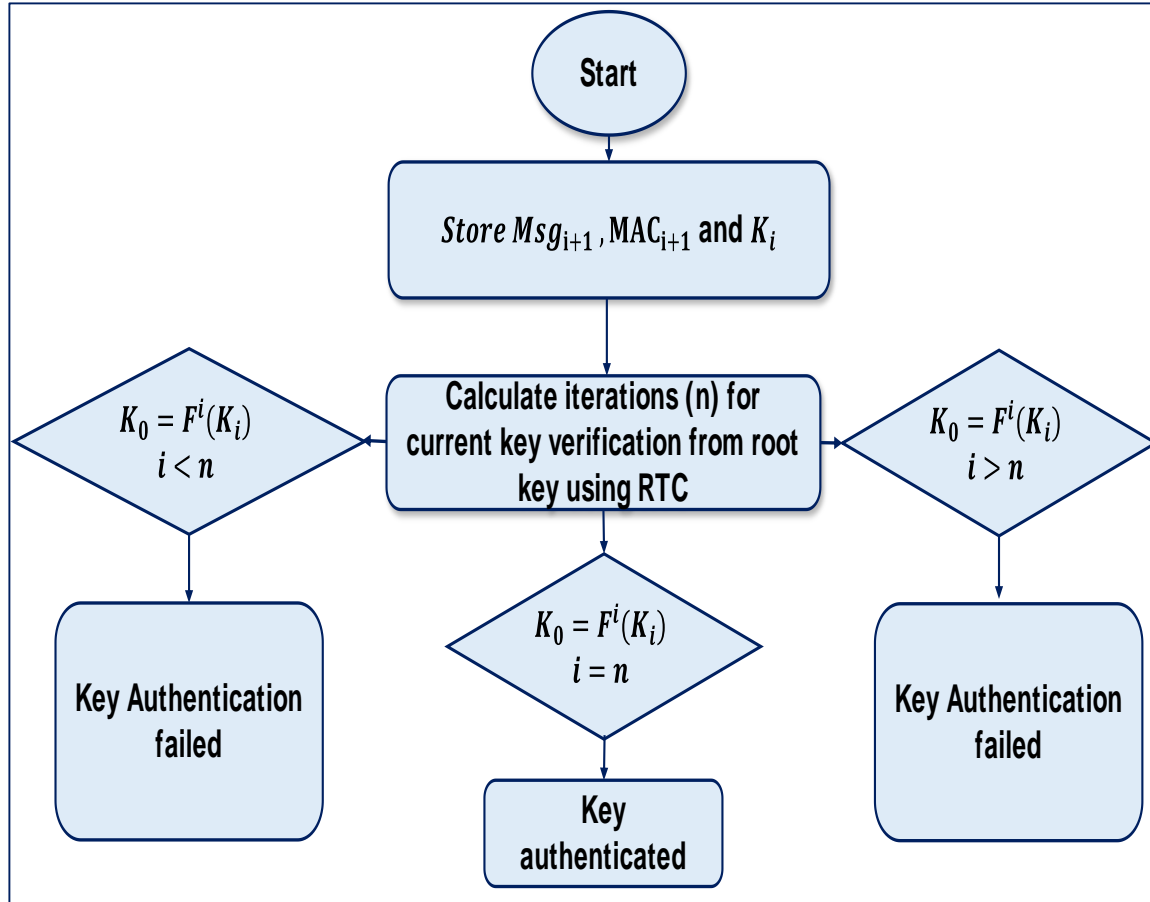 Start
Store Msgᵢ₊₁, MACᵢ₊₁ and Kᵢ
Calculate iterations (n) for
current key verification from root
key using RTC
K₀ = Fⁱ(Kᵢ)
i < n
K₀ = Fⁱ(Kᵢ)
i > n
K₀ = Fⁱ(Kᵢ)
i = n
Key Authentication
failed
Key Authentication
failed
Key
authenticated